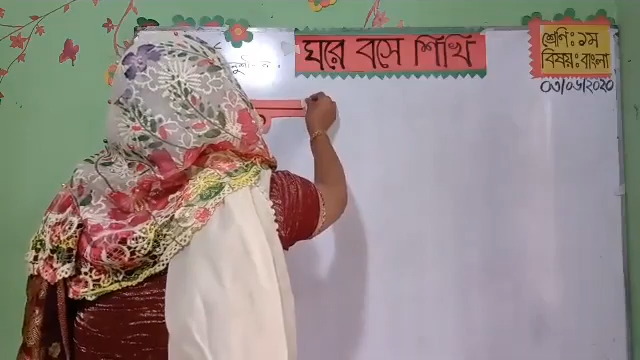 ঘরে বসে শিখি
শ্রেণি: ১ম
বিষয়: বাংলা
০৩/০৬/২০২০